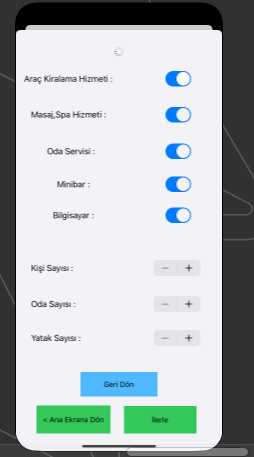 Araç Kiralama Hizmeti :
Masaj,Spa Hizmeti :
Oda Servisi :
Minibar :
Bilgisayar :
Kişi Sayısı :
Oda Sayısı :
Yatak Sayısı :
Geri Dön
< Ana Ekrana Dön
İlerle